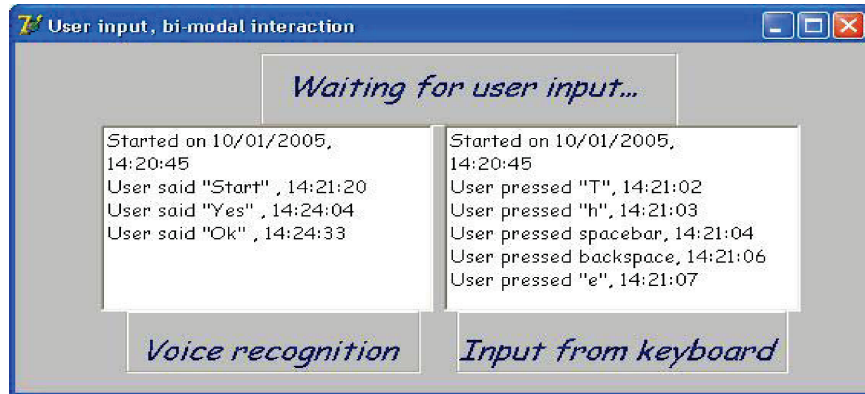 User input, bi-modal interaction
Waiting for user input...
Started on 10/01/2005,
14:20:45
User said "Start" , 14:21:20
User said "Yes" , 14:24:04
User said "Ok" , 14:24:33
Started on 10/01/2005,
14:20:45
User pressed "T", 14:21:02
User pressed "h", 14:21:03
User pressed spacebar, 14:21:04
User pressed backspace, 14:21:06
User pressed "e", 14:21:07
Voice recognition
Input from keyboard